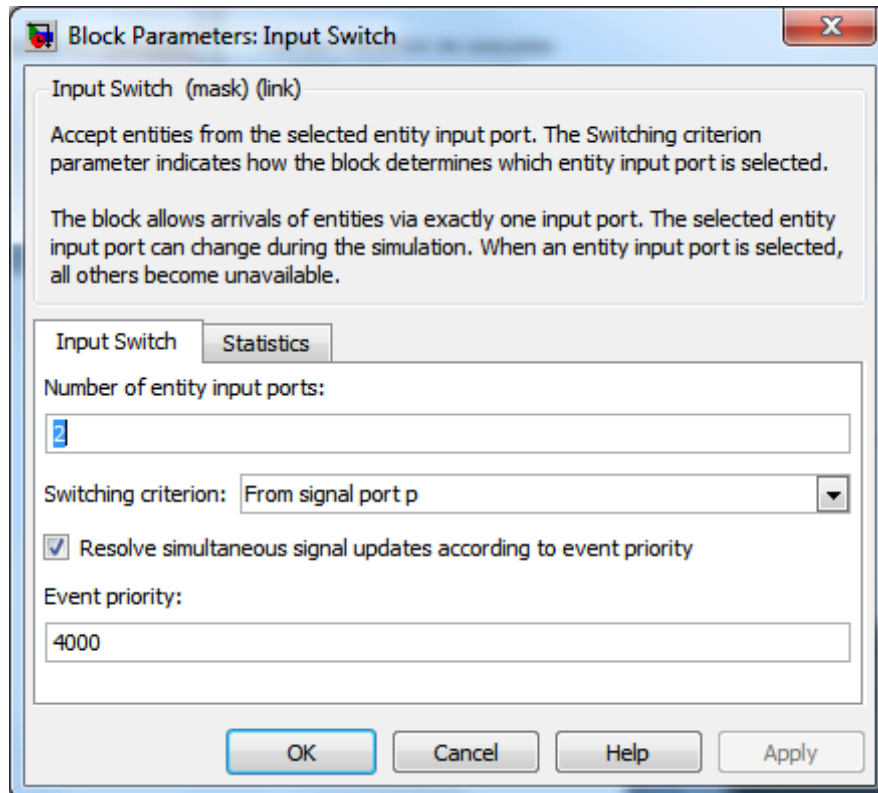 Block Parameters: Input Switch
Input Switch (mask) (link)
Accept entities from the selected entity input port. The Switching criterion
parameter indicates how the block determines which entity input port is selected.
The block allows arrivals of entities via exactly one input port. The selected entity
input port can change during the simulation. When an entity input port is selected,
all others become unavailable.
Input Switch Statistics
Number of entity input ports:
2
Switching criterion: From signal port p
Resolve simultaneous signal updates according to event priority
Event priority:
4000
OK Cancel Help Apply